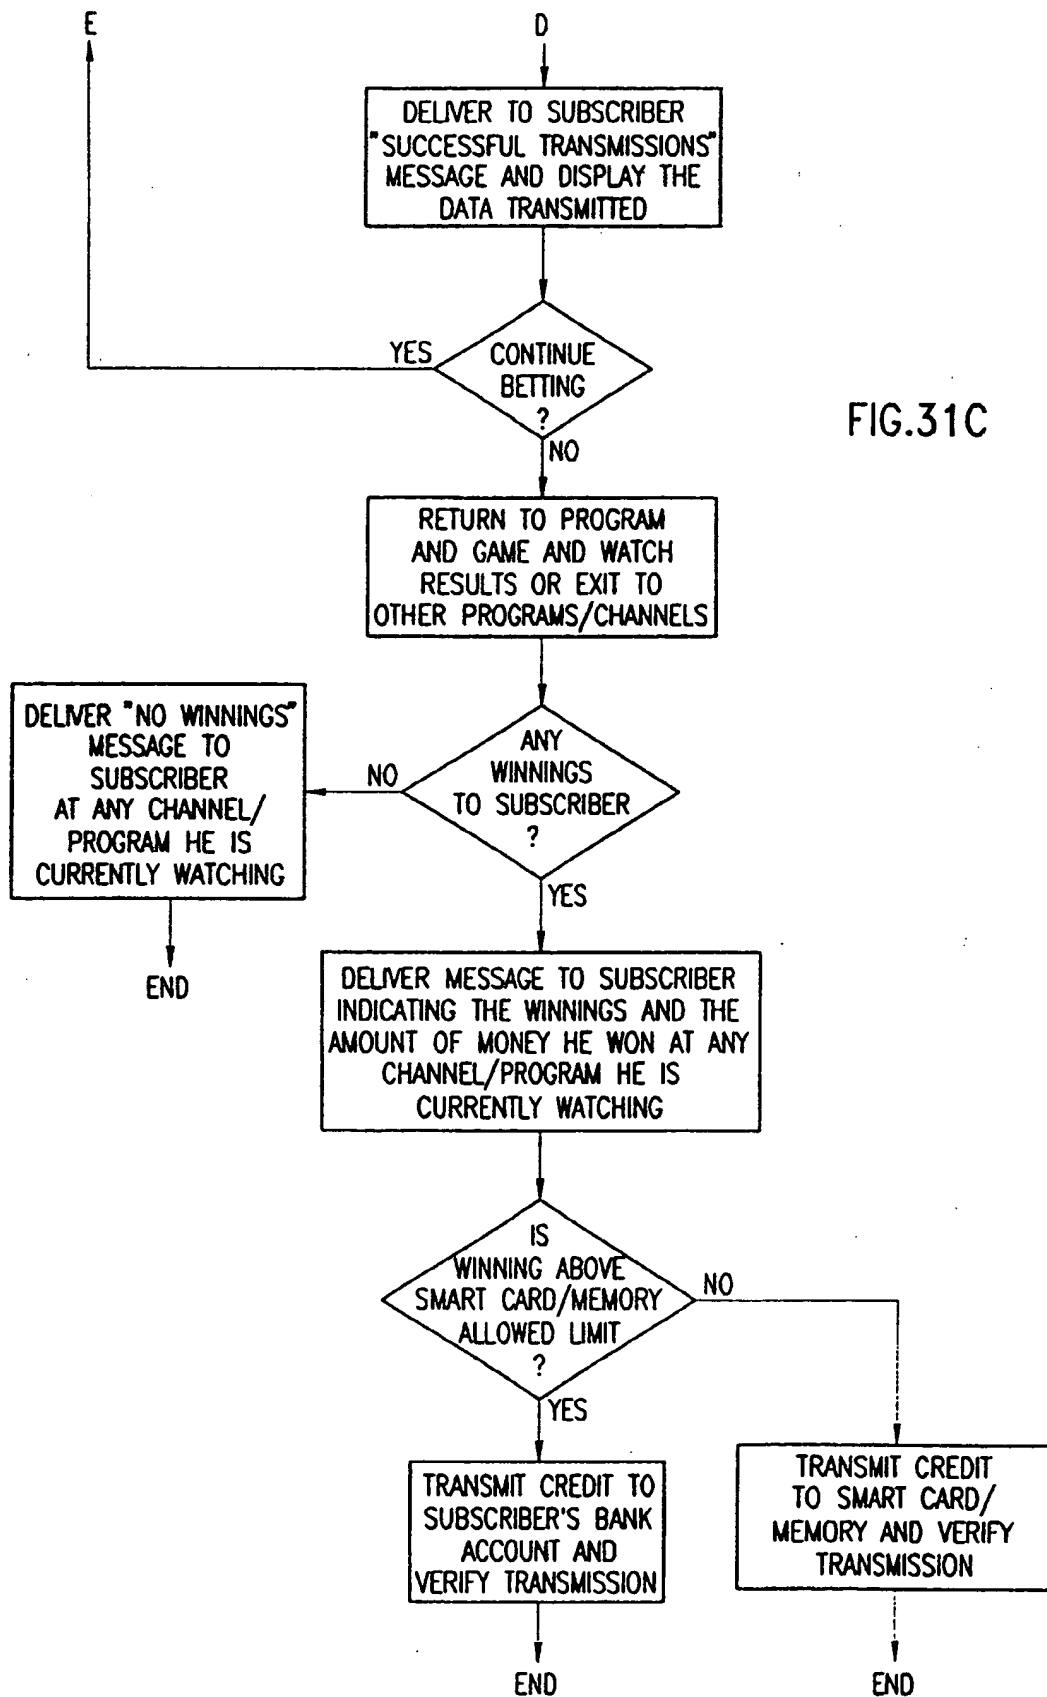 E
D
DELIVER TO SUBSCRIBER
"SUCCESSFUL TRANSMISSIONS"
MESSAGE AND DISPLAY THE
DATA TRANSMITTED
YES
CONTINUE
BETTING
?
NO
FIG.31C
RETURN TO PROGRAM
AND GAME AND WATCH
RESULTS OR EXIT TO
OTHER PROGRAMS/CHANNELS
ANY
WINNINGS
TO SUBSCRIBER
?
NO
DELIVER "NO WINNINGS"
MESSAGE TO
SUBSCRIBER
AT ANY CHANNEL/
PROGRAM HE IS
CURRENTLY WATCHING
END
YES
DELIVER MESSAGE TO SUBSCRIBER
INDICATING THE WINNINGS AND THE
AMOUNT OF MONEY HE WON AT ANY
CHANNEL/PROGRAM HE IS
CURRENTLY WATCHING
IS
WINNING ABOVE
SMART CARD/MEMORY
ALLOWED LIMIT
?
NO
YES
TRANSMIT CREDIT TO
SUBSCRIBER'S BANK
ACCOUNT AND
VERIFY TRANSMISSION
END
TRANSMIT CREDIT
TO SMART CARD/
MEMORY AND VERIFY
TRANSMISSION
END